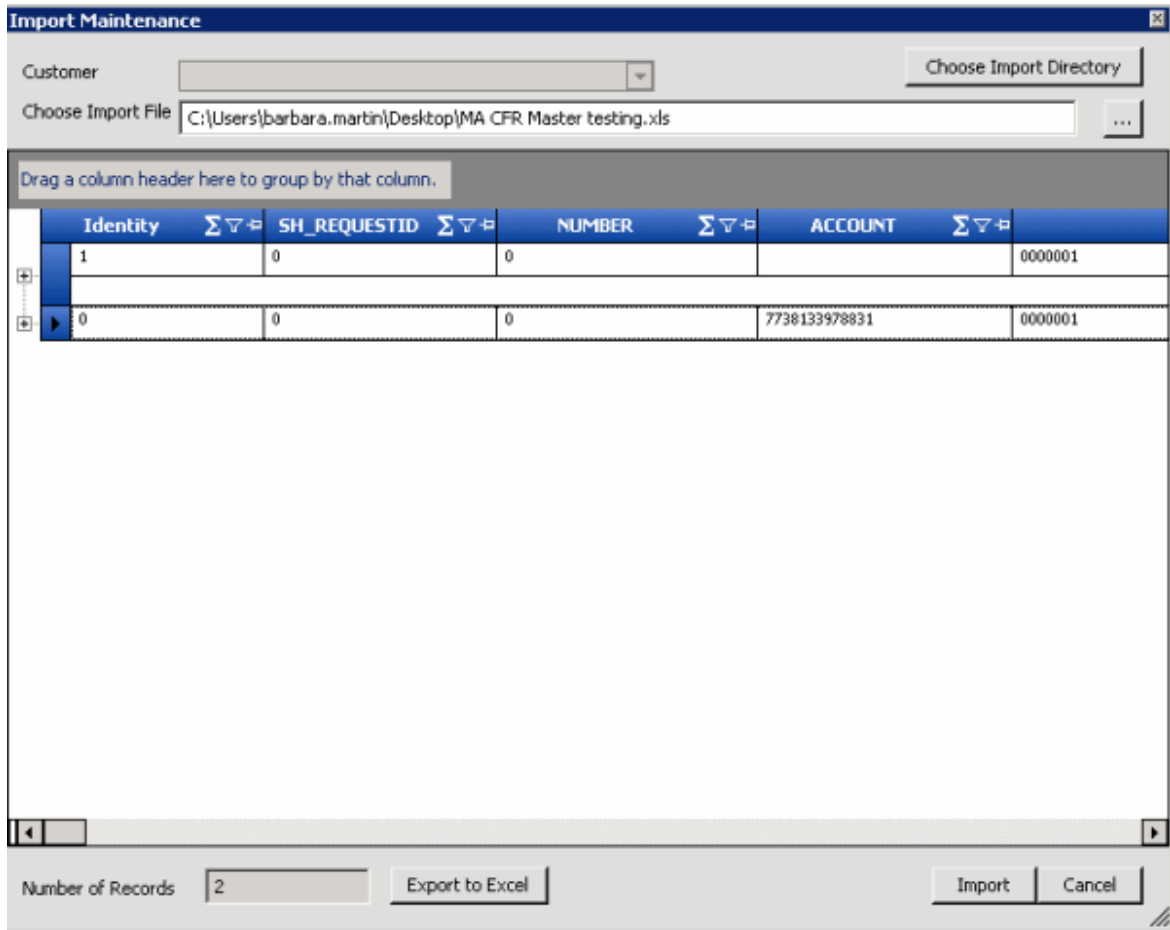 Import Maintenance
Customer
Choose Import Directory
Choose Import File
C:\Users\barbara.martin\Desktop\MA CFR Master testing.xls
...
Drag a column header here to group by that column.
Identity Σ SH_REQUESTID Σ NUMBER Σ ACCOUNT Σ
1 0 0 0000001
0 0 0 7738133978831 0000001
Number of Records 2 Export to Excel Import Cancel